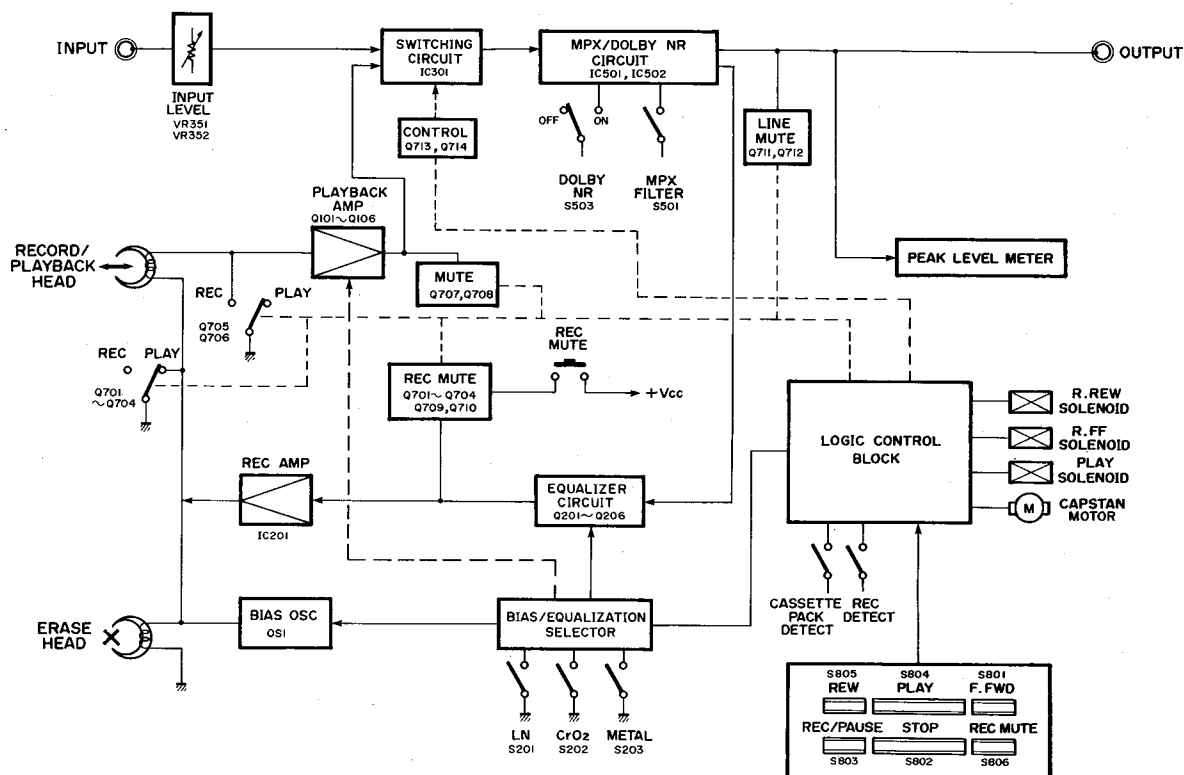 INPUT
INPUT
LEVEL
VR351
VR352
SWITCHING
CIRCUIT
IC301
MPX/DOLBY NR
CIRCUIT
IC501, IC502
OUTPUT
CONTROL
Q713, Q714
OFF
ON
DOLBY
NR
S503
MPX
FILTER
S501
LINE
MUTE
Q711, Q712
PLAYBACK
AMP
Q101~Q106
RECORD/
PLAYBACK
HEAD
MUTE
Q707, Q708
PEAK LEVEL METER
REC
PLAY
Q705
Q706
REC
PLAY
Q701
~Q704
REC MUTE
Q701~Q704
Q709, Q710
REC
MUTE
+Vcc
LOGIC CONTROL
BLOCK
R.REW
SOLENOID
R.FF
SOLENOID
PLAY
SOLENOID
M
CAPSTAN
MOTOR
REC AMP
IC201
EQUALIZER
CIRCUIT
Q201~Q206
CASSETTE
PACK
DETECT
REC
DETECT
ERASE
HEAD
BIAS OSC
OS1
BIAS/EQUALIZATION
SELECTOR
LN
S201
CrO2
S202
METAL
S203
S805
REW
S804
PLAY
S801
F.FWD
REC/PAUSE
S803
STOP
S802
REC MUTE
S806